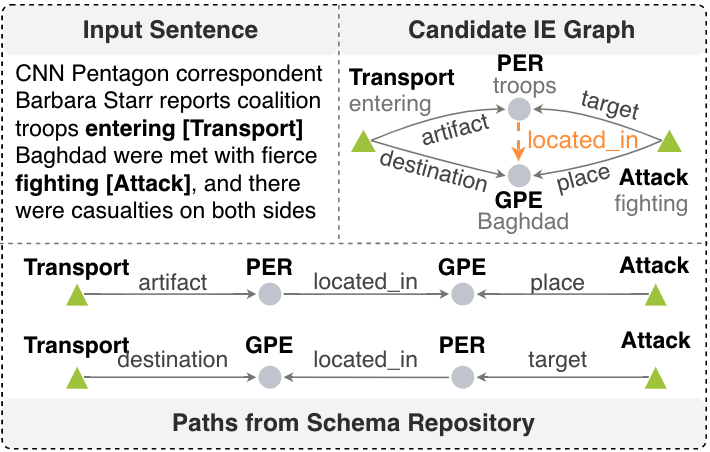 Input Sentence
CNN Pentagon correspondent
Barbara Starr reports coalition
troops entering [Transport]
Baghdad were met with fierce
fighting [Attack], and there
were casualties on both sides
Candidate IE Graph
Transport
entering
PER
troops
artifact
target
located_in
destination
place
GPE
Baghdad
Attack
fighting
Transport artifact PER located_in GPE place Attack
Transport destination GPE located_in PER target Attack
Paths from Schema Repository